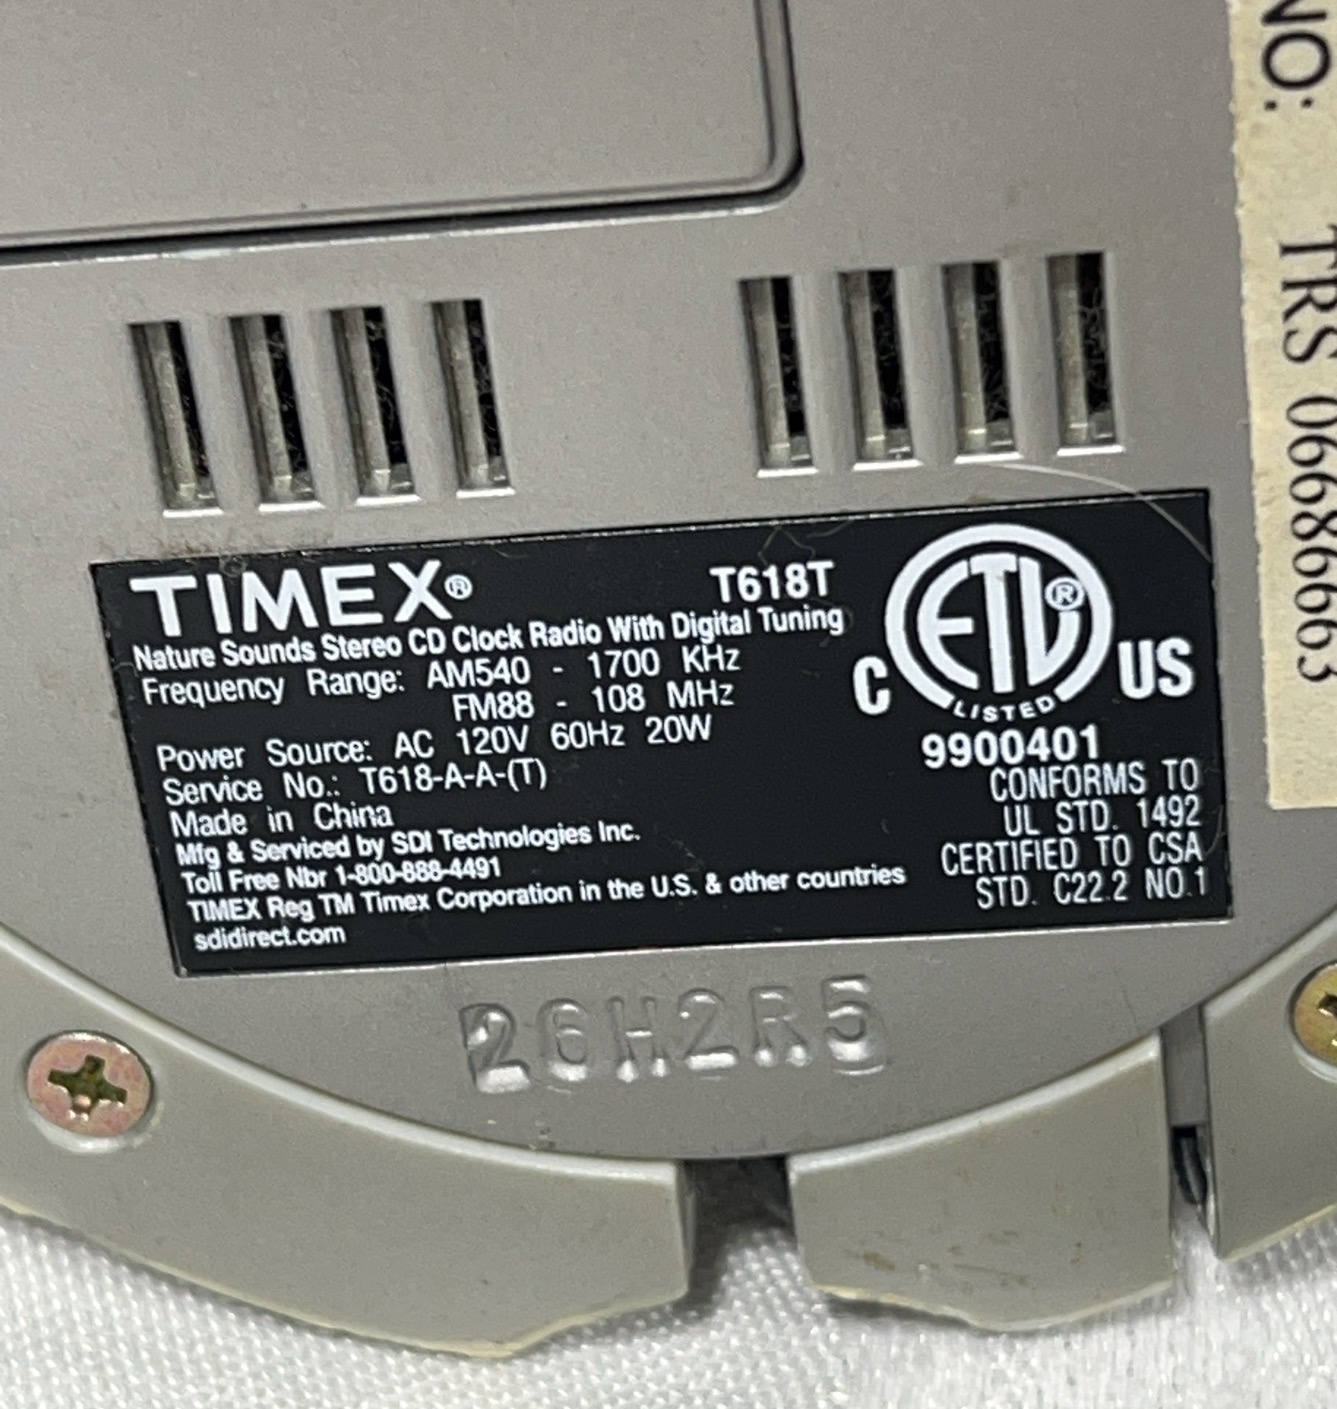 NO:
TRS 06686663
TIMEX®
T618T
Nature Sounds Stereo CD Clock Radio With Digital Tuning
Frequency Range: AM540 - 1700 KHz
FM88 - 108 MHz
Power Source: AC 120V 60Hz 20W
Service No.: T618-A-A-(T)
Made in China
Mfg & Serviced by SDI Technologies Inc.
Toll Free Nbr 1-800-888-4491
TIMEX Reg TM Timex Corporation in the U.S. & other countries
sdidirect.com
ETL®
C LISTED US
9900401
CONFORMS TO
UL STD. 1492
CERTIFIED TO CSA
STD. C22.2 NO.1
26H2R5